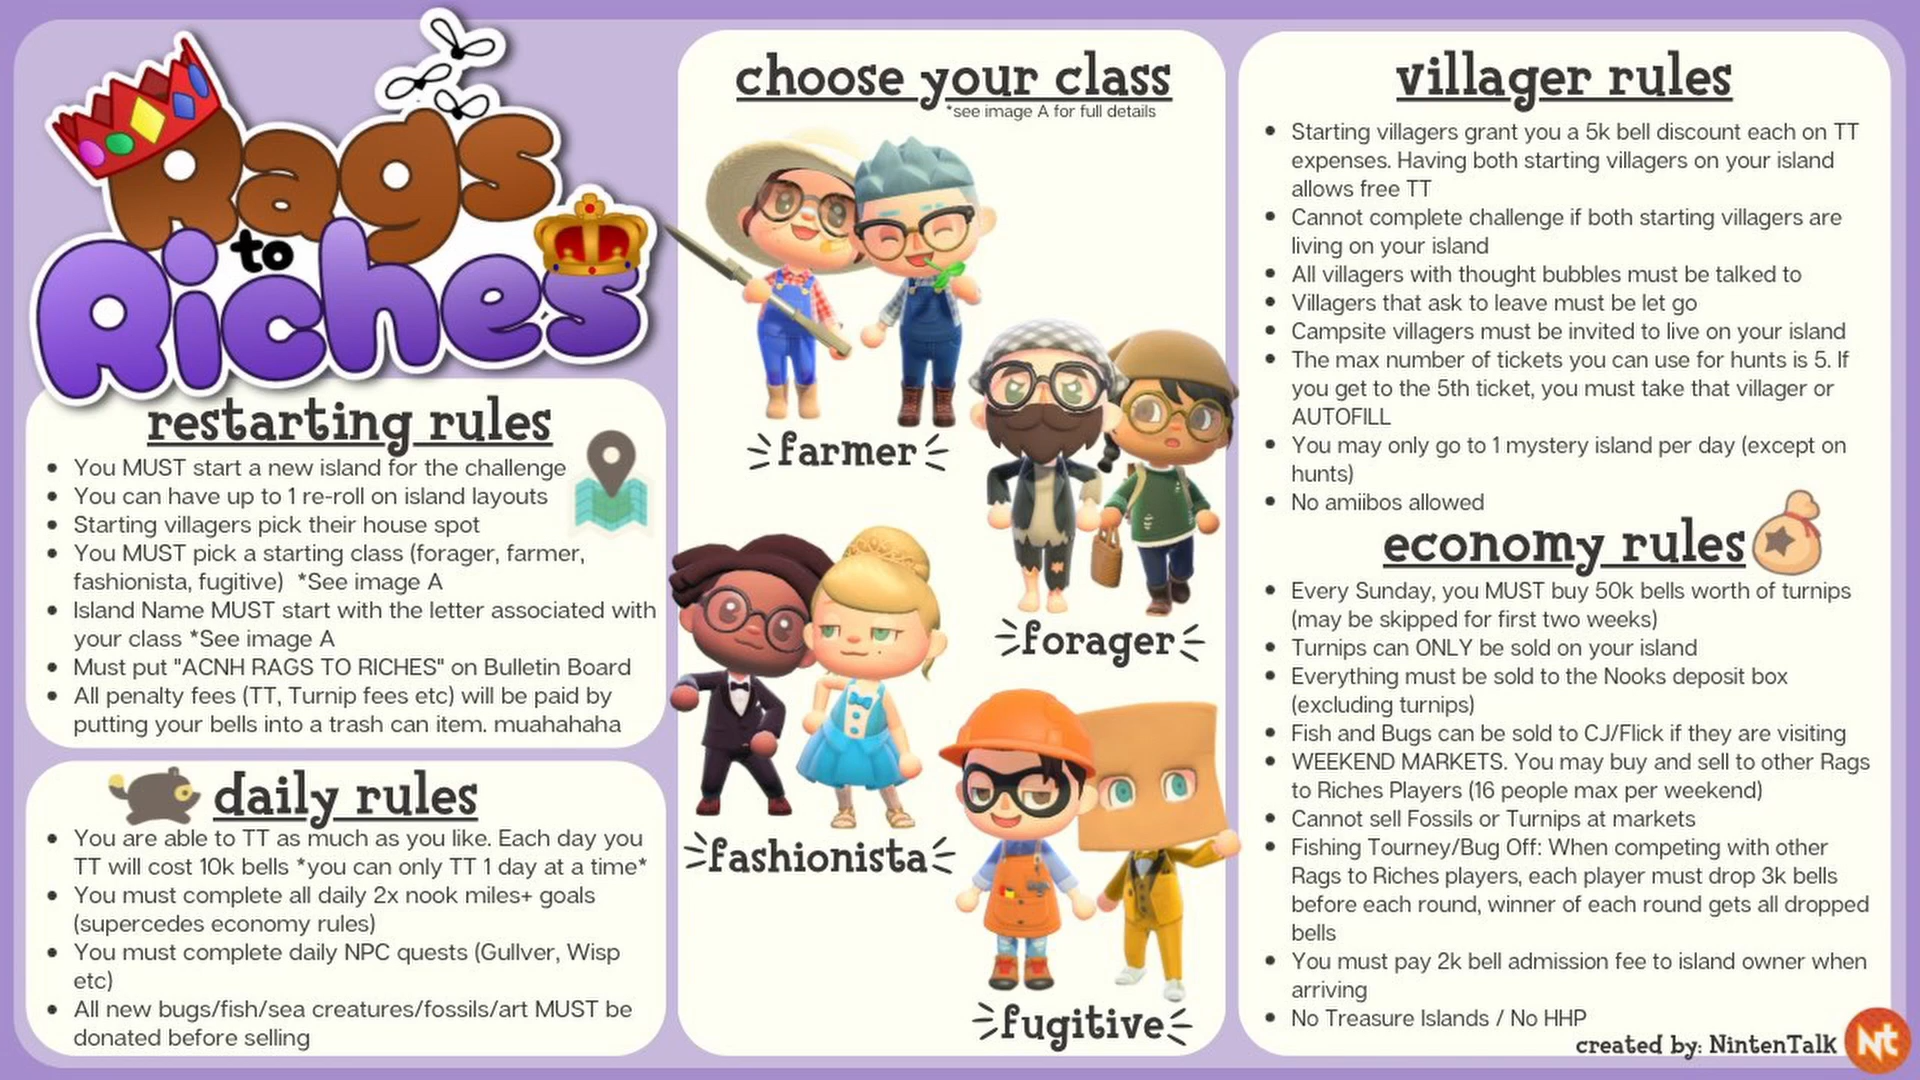 Rags
to
Riches
restarting rules
• You MUST start a new island for the challenge
• You can have up to 1 re-roll on island layouts
• Starting villagers pick their house spot
• You MUST pick a starting class (forager, farmer,
fashionista, fugitive) *See image A
• Island Name MUST start with the letter associated with
your class *See image A
• Must put "ACNH RAGS TO RICHES" on Bulletin Board
• All penalty fees (TT, Turnip fees etc) will be paid by
putting your bells into a trash can item. muahahaha
daily rules
• You are able to TT as much as you like. Each day you
TT will cost 10k bells *you can only TT 1 day at a time*
• You must complete all daily 2x nook miles+ goals
(supercedes economy rules)
• You must complete daily NPC quests (Gullver, Wisp
etc)
• All new bugs/fish/sea creatures/fossils/art MUST be
donated before selling
choose your class
*see image A for full details
farmer
forager
fashionista
fugitive
villager rules
• Starting villagers grant you a 5k bell discount each on TT
expenses. Having both starting villagers on your island
allows free TT
• Cannot complete challenge if both starting villagers are
living on your island
• All villagers with thought bubbles must be talked to
• Villagers that ask to leave must be let go
• Campsite villagers must be invited to live on your island
• The max number of tickets you can use for hunts is 5. If
you get to the 5th ticket, you must take that villager or
AUTOFILL
• You may only go to 1 mystery island per day (except on
hunts)
• No amiibos allowed
economy rules
• Every Sunday, you MUST buy 50k bells worth of turnips
(may be skipped for first two weeks)
• Turnips can ONLY be sold on your island
• Everything must be sold to the Nooks deposit box
(excluding turnips)
• Fish and Bugs can be sold to CJ/Flick if they are visiting
• WEEKEND MARKETS. You may buy and sell to other Rags
to Riches Players (16 people max per weekend)
• Cannot sell Fossils or Turnips at markets
• Fishing Tourney/Bug Off: When competing with other
Rags to Riches players, each player must drop 3k bells
before each round, winner of each round gets all dropped
bells
• You must pay 2k bell admission fee to island owner when
arriving
• No Treasure Islands / No HHP
created by: NintenTalk
Nt